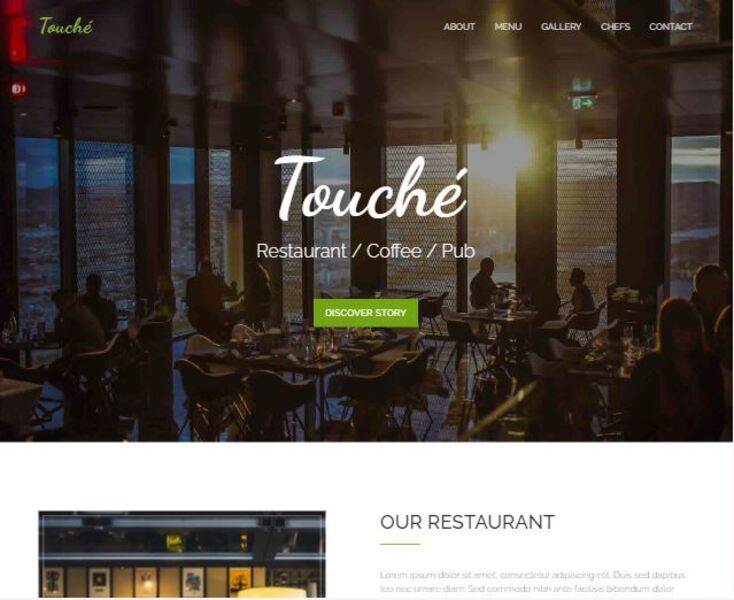 Touché
ABOUT MENU GALLERY CHEFS CONTACT
Touché
Restaurant / Coffee / Pub
DISCOVER STORY
OUR RESTAURANT
Lorem ipsum dolor sit amet, consectetur adipiscing elit. Duis sed dapibus
leo nec ornare diam. Sed commodo nibh ante facilisis bibendum dolor